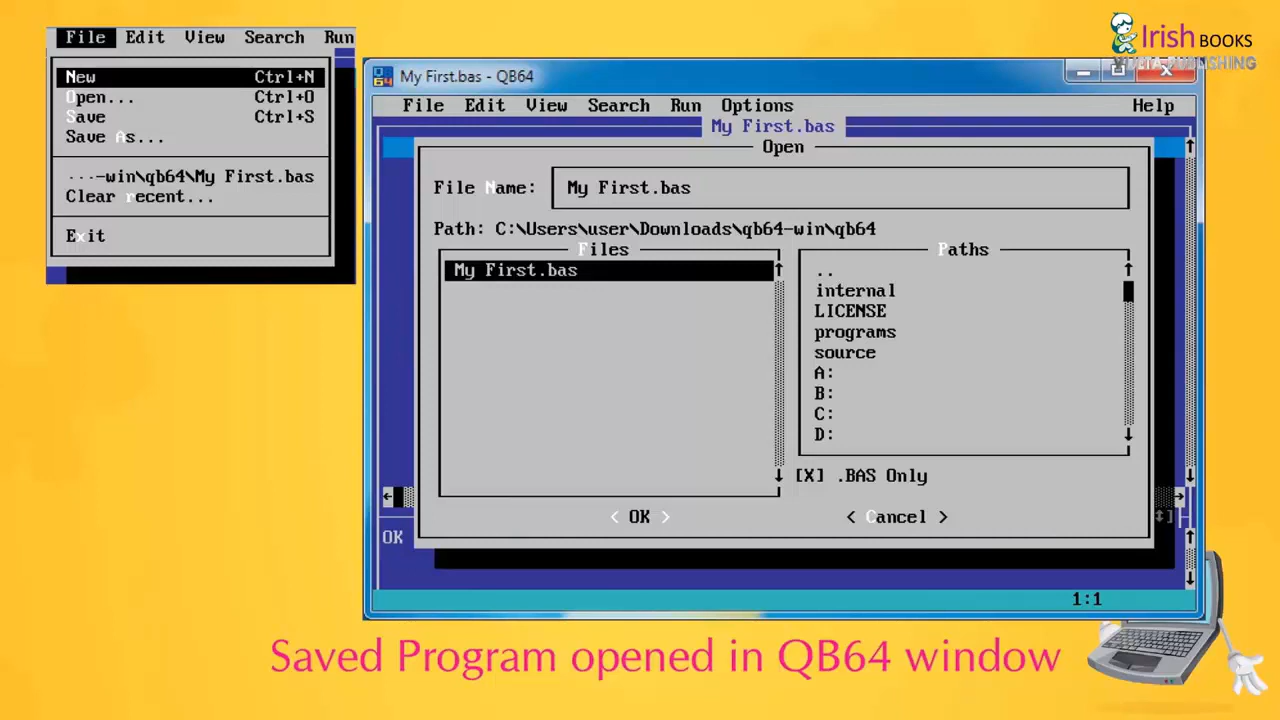 File Edit View Search Run
New Ctrl+N
Open... Ctrl+O
Save Ctrl+S
Save As...
...-win\qb64\My First.bas
Clear recent...
Exit
Irish BOOKS
YUKTA PUBLISHING
My First.bas - QB64
File Edit View Search Run Options Help
My First.bas
Open
File Name: My First.bas
Path: C:\Users\user\Downloads\qb64-win\qb64
Files
My First.bas
Paths
..
internal
LICENSE
programs
source
A:
B:
C:
D:
[X] .BAS Only
< OK >
< Cancel >
OK
1:1
Saved Program opened in QB64 window